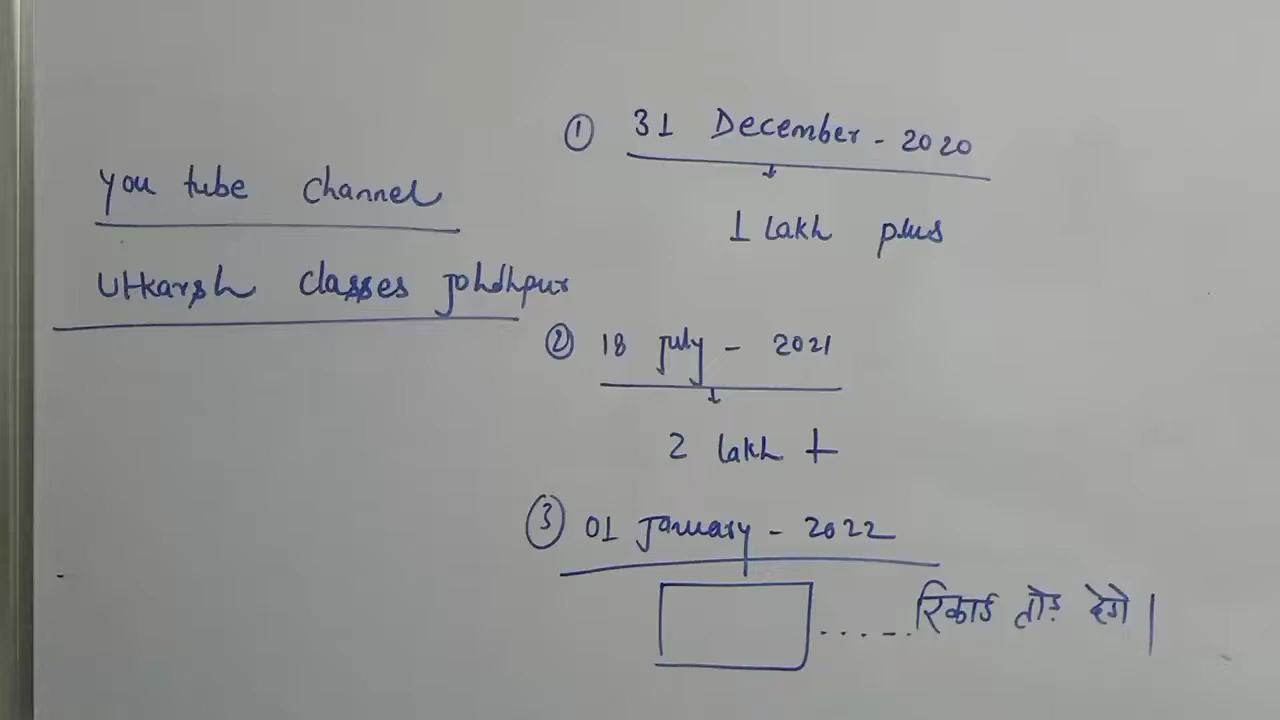 you tube channel
utkarsh classes johdhpur
① 31 December - 2020
1 lakh plus
② 18 july - 2021
2 lakh +
③ 01 january - 2022
..... रिकार्ड तोड़ देगे ।